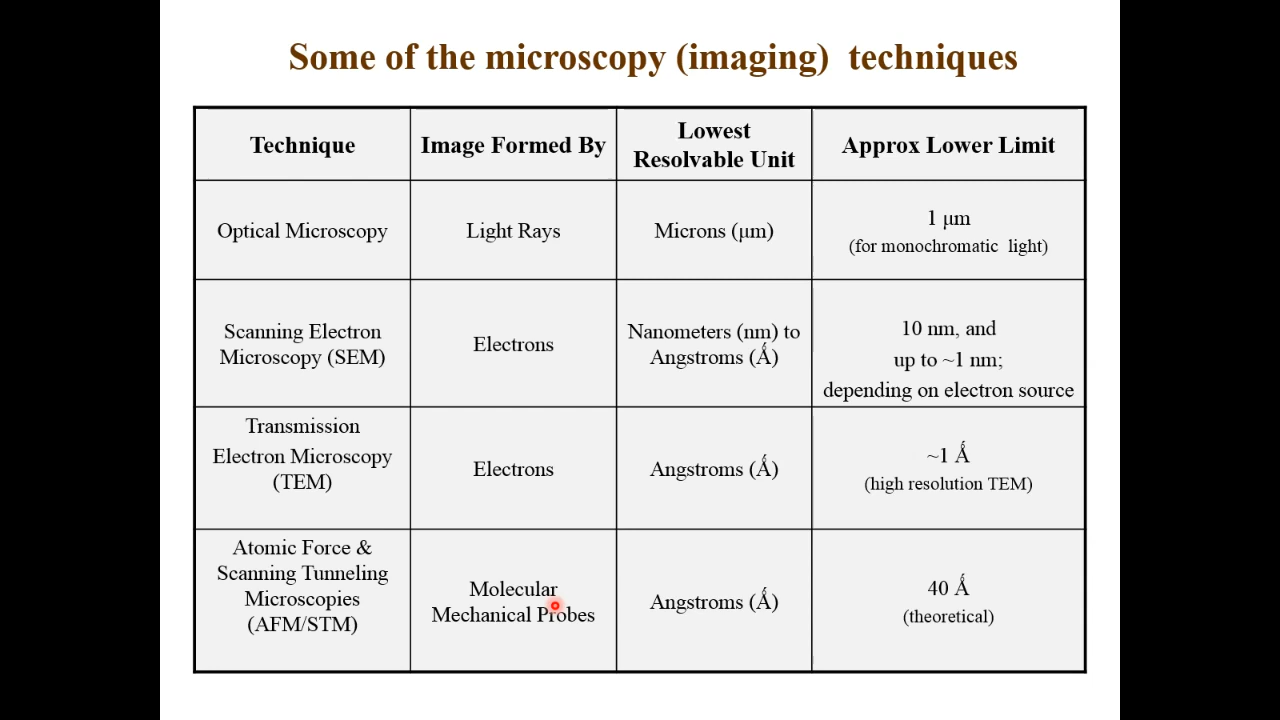 Some of the microscopy (imaging) techniques
Technique
Image Formed By
Lowest
Resolvable Unit
Approx Lower Limit
Optical Microscopy
Light Rays
Microns (μm)
1 μm
(for monochromatic light)
Scanning Electron
Microscopy (SEM)
Electrons
Nanometers (nm) to
Angstroms (Ǻ)
10 nm, and
up to ~1 nm;
depending on electron source
Transmission
Electron Microscopy
(TEM)
Electrons
Angstroms (Ǻ)
~1 Ǻ
(high resolution TEM)
Atomic Force &
Scanning Tunneling
Microscopies
(AFM/STM)
Molecular
Mechanical Probes
Angstroms (Ǻ)
40 Ǻ
(theoretical)